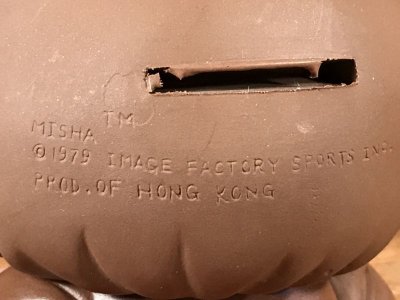 MISHA TM
©1979 IMAGE FACTORY SPORTS INC.
PROD. OF HONG KONG